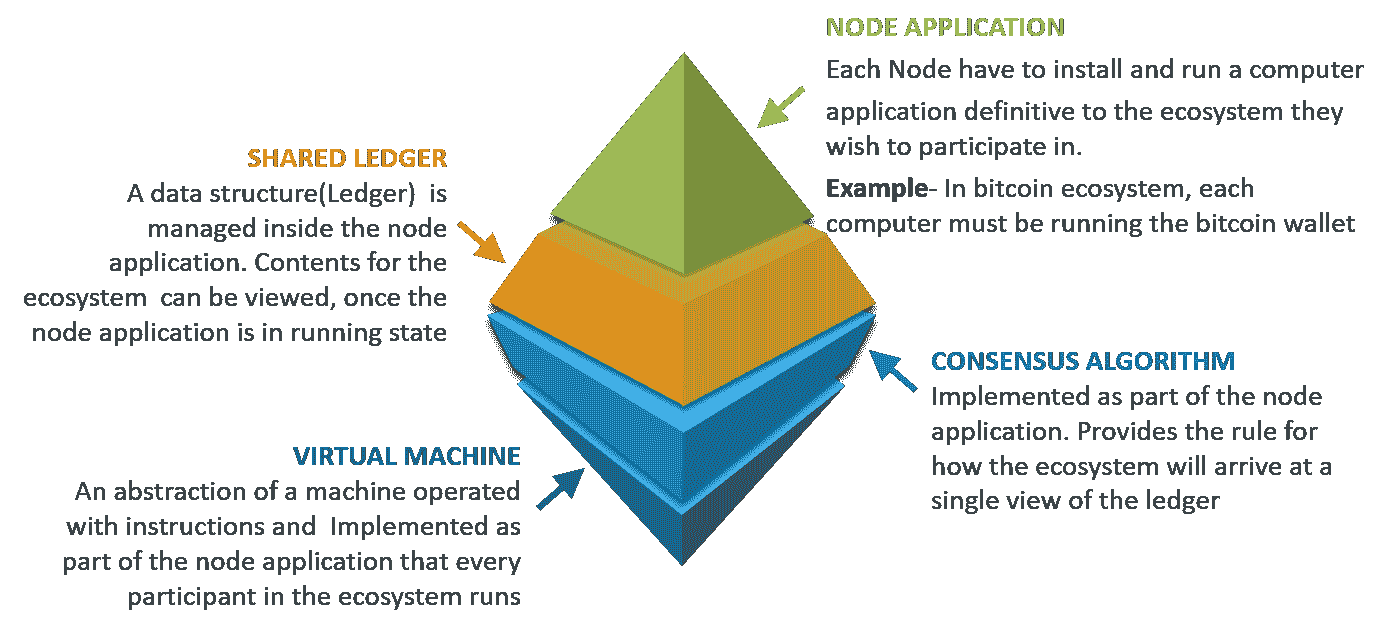 NODE APPLICATION
Each Node have to install and run a computer
application definitive to the ecosystem they
wish to participate in.
Example- In bitcoin ecosystem, each
computer must be running the bitcoin wallet
SHARED LEDGER
A data structure(Ledger)  is
managed inside the node
application. Contents for the
ecosystem  can be viewed, once the
node application is in running state
CONSENSUS ALGORITHM
Implemented as part of the node
application. Provides the rule for
how the ecosystem will arrive at a
single view of the ledger
VIRTUAL MACHINE
An abstraction of a machine operated
with instructions and  Implemented as
part of the node application that every
participant in the ecosystem runs